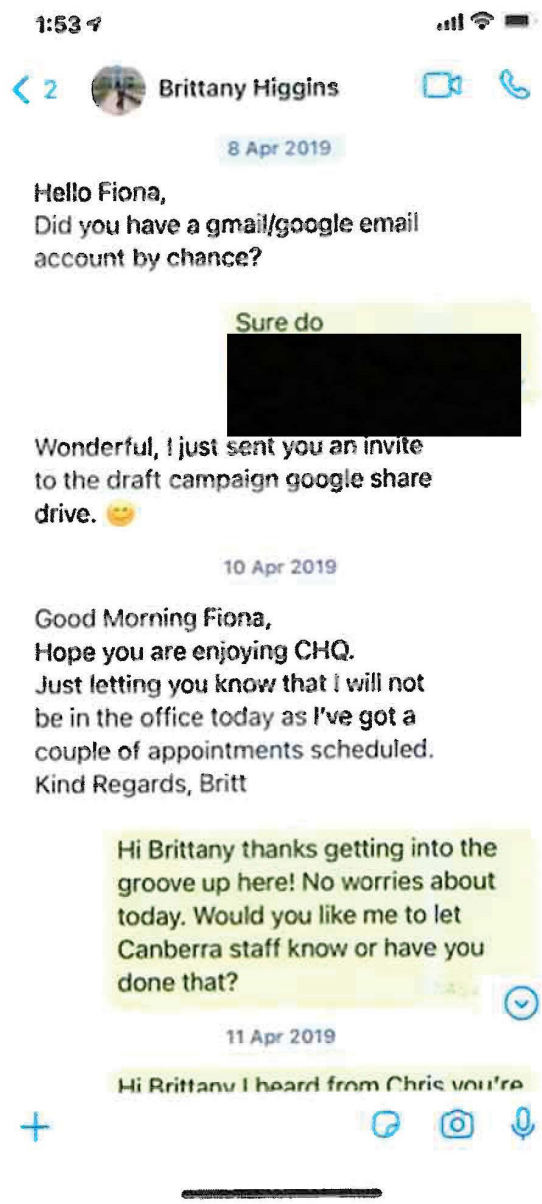 1:53
2
Brittany Higgins
8 Apr 2019
Hello Fiona,
Did you have a gmail/google email
account by chance?
Sure do
Wonderful, I just sent you an invite
to the draft campaign google share
drive. 😊
10 Apr 2019
Good Morning Fiona,
Hope you are enjoying CHQ.
Just letting you know that I will not
be in the office today as I've got a
couple of appointments scheduled.
Kind Regards, Britt
Hi Brittany thanks getting into the
groove up here! No worries about
today. Would you like me to let
Canberra staff know or have you
done that?
11 Apr 2019
Hi Brittany I heard from Chris you're